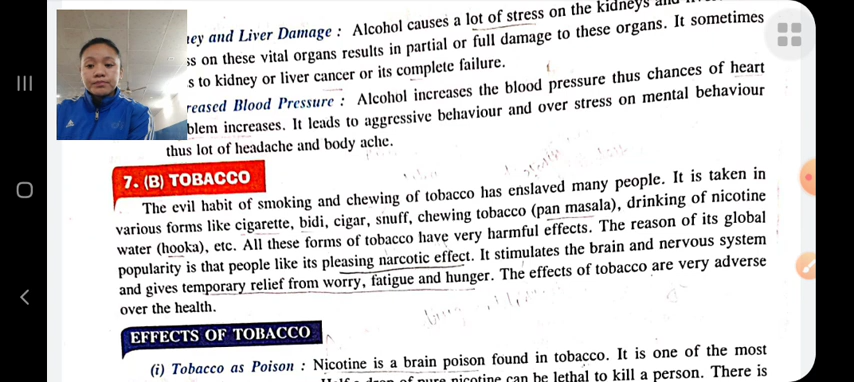 ney and Liver Damage : Alcohol causes a lot of stress on the kidneys and
ss on these vital organs results in partial or full damage to these organs. It sometimes
s to kidney or liver cancer or its complete failure.
reased Blood Pressure : Alcohol increases the blood pressure thus chances of heart
blem increases. It leads to aggressive behaviour and over stress on mental behaviour
thus lot of headache and body ache.
7. (B) TOBACCO
The evil habit of smoking and chewing of tobacco has enslaved many people. It is taken in
various forms like cigarette, bidi, cigar, snuff, chewing tobacco (pan masala), drinking of nicotine
water (hooka), etc. All these forms of tobacco have very harmful effects. The reason of its global
popularity is that people like its pleasing narcotic effect. It stimulates the brain and nervous system
and gives temporary relief from worry, fatigue and hunger. The effects of tobacco are very adverse
over the health.
EFFECTS OF TOBACCO
(i) Tobacco as Poison : Nicotine is a brain poison found in tobacco. It is one of the most
of pure nicotine can be lethal to kill a person. There is